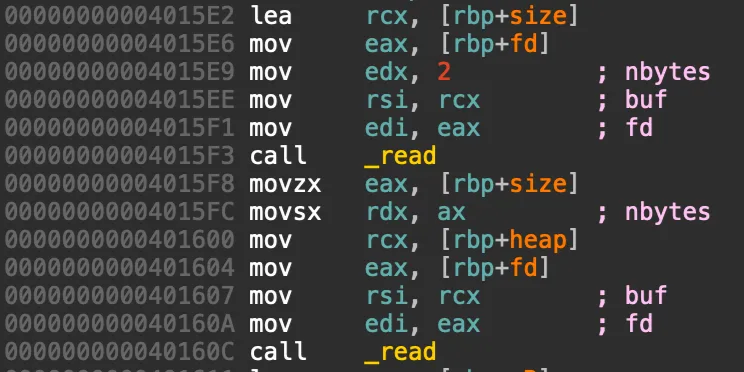 00000000004015E2 lea rcx, [rbp+size]
00000000004015E6 mov eax, [rbp+fd]
00000000004015E9 mov edx, 2 ; nbytes
00000000004015EE mov rsi, rcx ; buf
00000000004015F1 mov edi, eax ; fd
00000000004015F3 call _read
00000000004015F8 movzx eax, [rbp+size]
00000000004015FC movsx rdx, ax ; nbytes
0000000000401600 mov rcx, [rbp+heap]
0000000000401604 mov eax, [rbp+fd]
0000000000401607 mov rsi, rcx ; buf
000000000040160A mov edi, eax ; fd
000000000040160C call _read